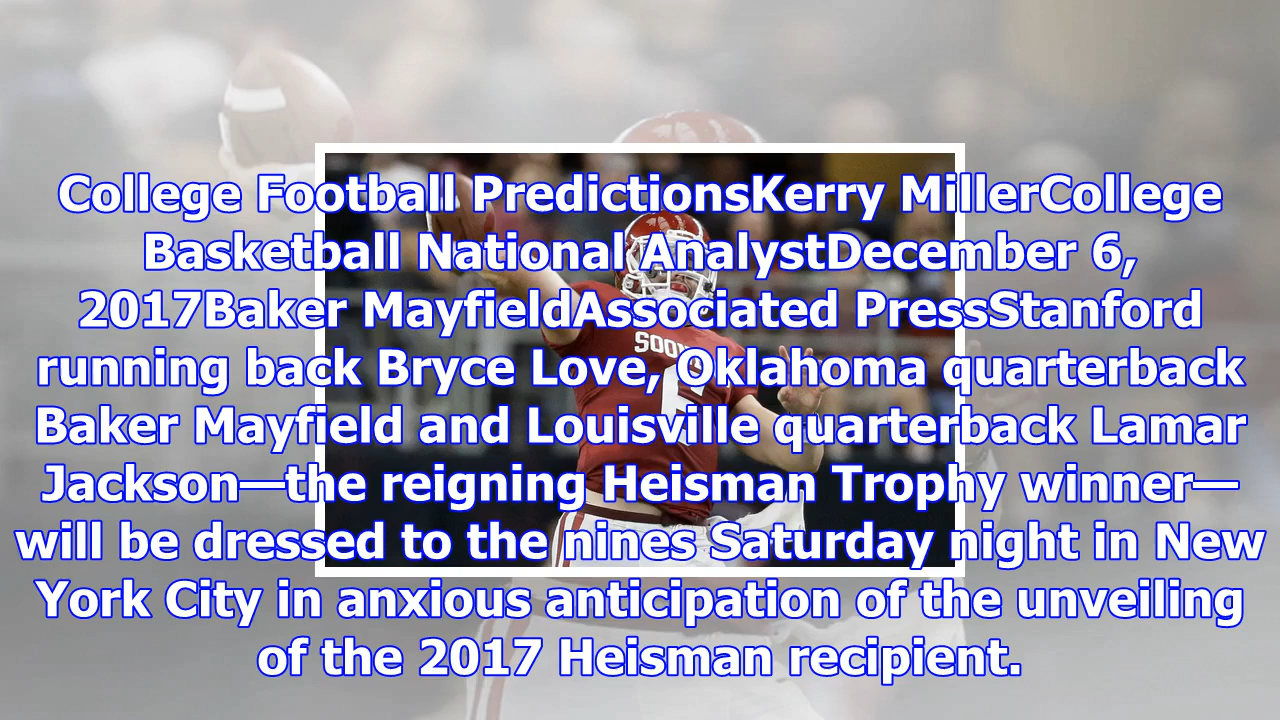 College Football PredictionsKerry MillerCollege
Basketball National AnalystDecember 6,
2017Baker MayfieldAssociated PressStanford
running back Bryce Love, Oklahoma quarterback
Baker Mayfield and Louisville quarterback Lamar
Jackson—the reigning Heisman Trophy winner—
will be dressed to the nines Saturday night in New
York City in anxious anticipation of the unveiling
of the 2017 Heisman recipient.